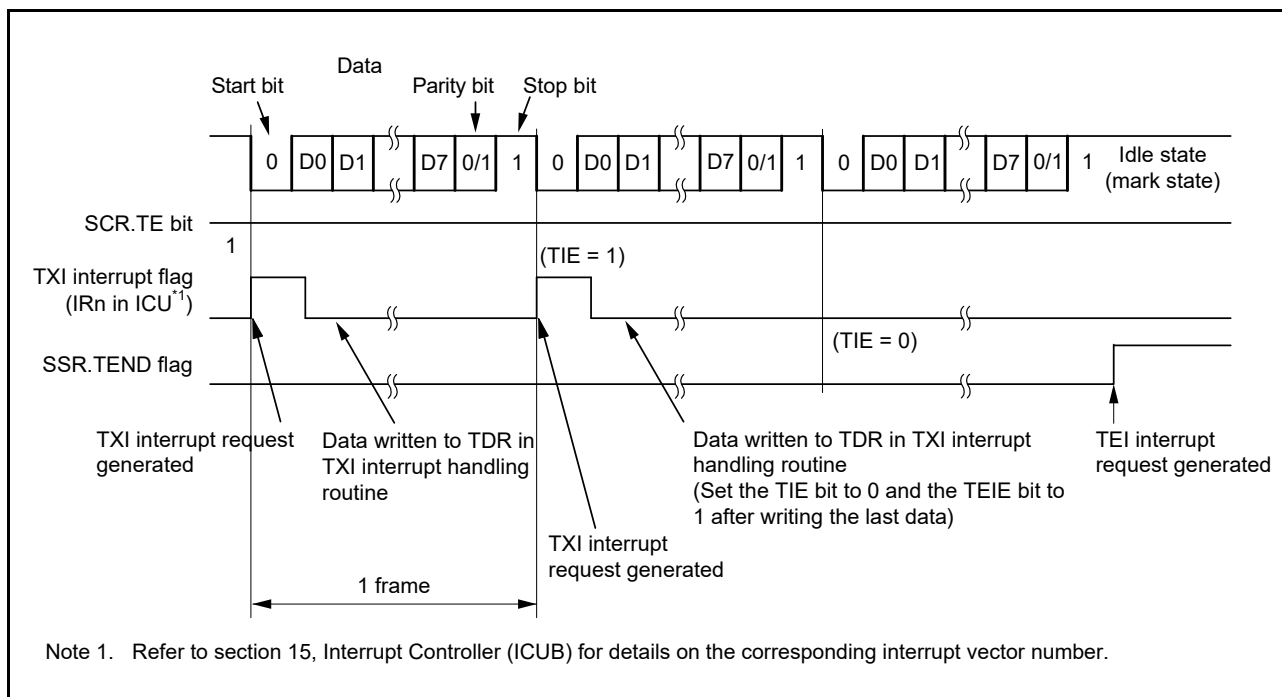 Data
Start bit
Parity bit
Stop bit
0 D0 D1 D7 0/1 1 0 D0 D1 D7 0/1 1 0 D0 D1 D7 0/1 1
Idle state
(mark state)
SCR.TE bit
1
(TIE = 1)
TXI interrupt flag
(IRn in ICU*1)
(TIE = 0)
SSR.TEND flag
TXI interrupt request
generated
Data written to TDR in
TXI interrupt handling
routine
Data written to TDR in TXI interrupt
handling routine
(Set the TIE bit to 0 and the TEIE bit to
1 after writing the last data)
TEI interrupt
request generated
TXI interrupt
request generated
1 frame
Note 1. Refer to section 15, Interrupt Controller (ICUB) for details on the corresponding interrupt vector number.